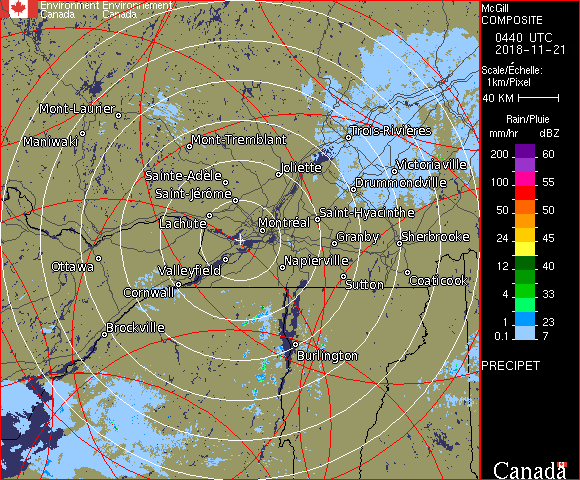 Environment Environnement
Canada Canada
Mont-Laurier
Maniwaki
Mont-Tremblant
Trois-Rivières
Sainte-Adèle
Joliette
Victoriaville
Saint-Jérôme
Drummondville
Lachute
Montréal
Saint-Hyacinthe
Granby
Sherbrooke
Ottawa
Valleyfield
Napierville
Cornwall
Sutton
Coaticook
Brockville
Burlington
McGill
COMPOSITE
0440 UTC
2018-11-21
Scale/Échelle:
1km/Pixel
40 KM
Rain/Pluie
mm/hr dBZ
200 60
100 55
50 50
24 45
12 40
4 33
1 23
0.1 7
PRECIPET
Canada